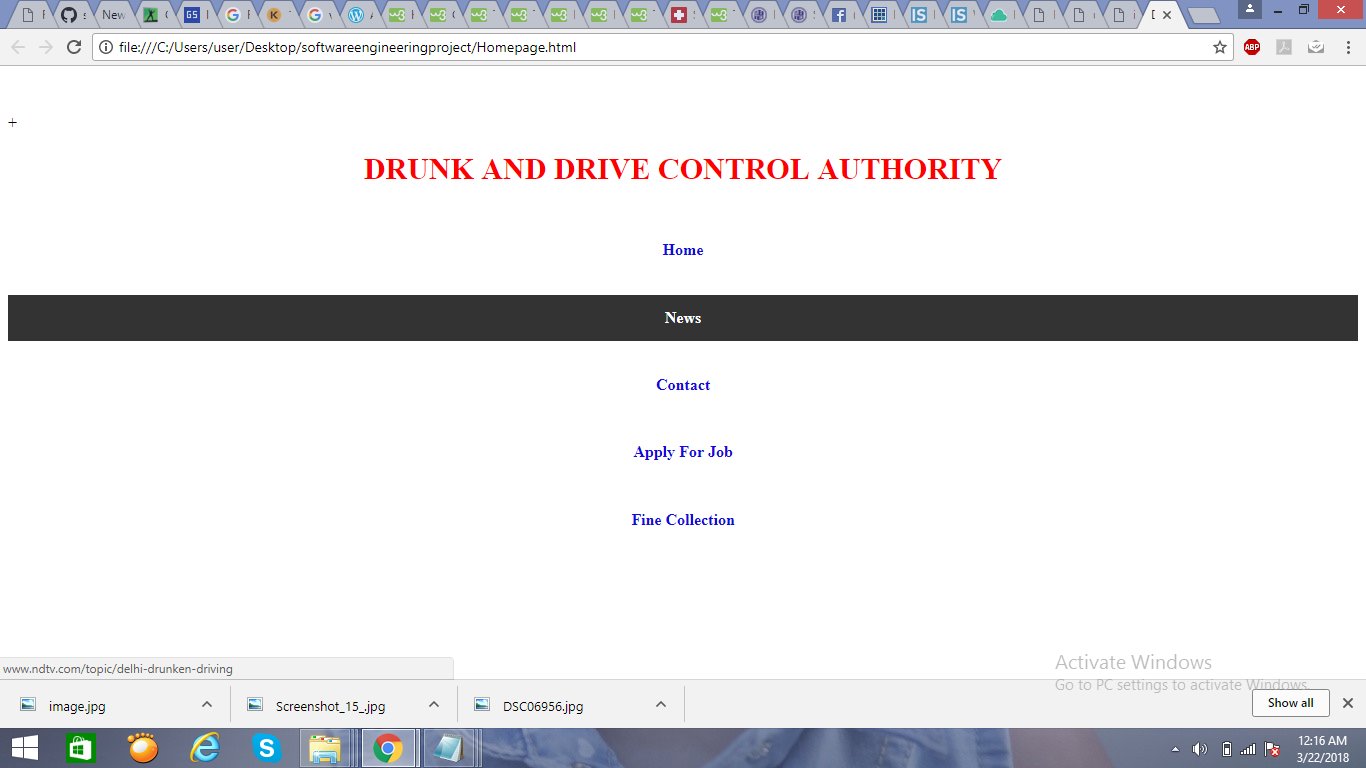 New
GS
file:///C:/Users/user/Desktop/softwareengineeringproject/Homepage.html
ABP
+
DRUNK AND DRIVE CONTROL AUTHORITY
Home
News
Contact
Apply For Job
Fine Collection
www.ndtv.com/topic/delhi-drunken-driving
Activate Windows
Go to PC settings to activate Windows.
image.jpg
Screenshot_15_.jpg
DSC06956.jpg
Show all
12:16 AM
3/22/2018